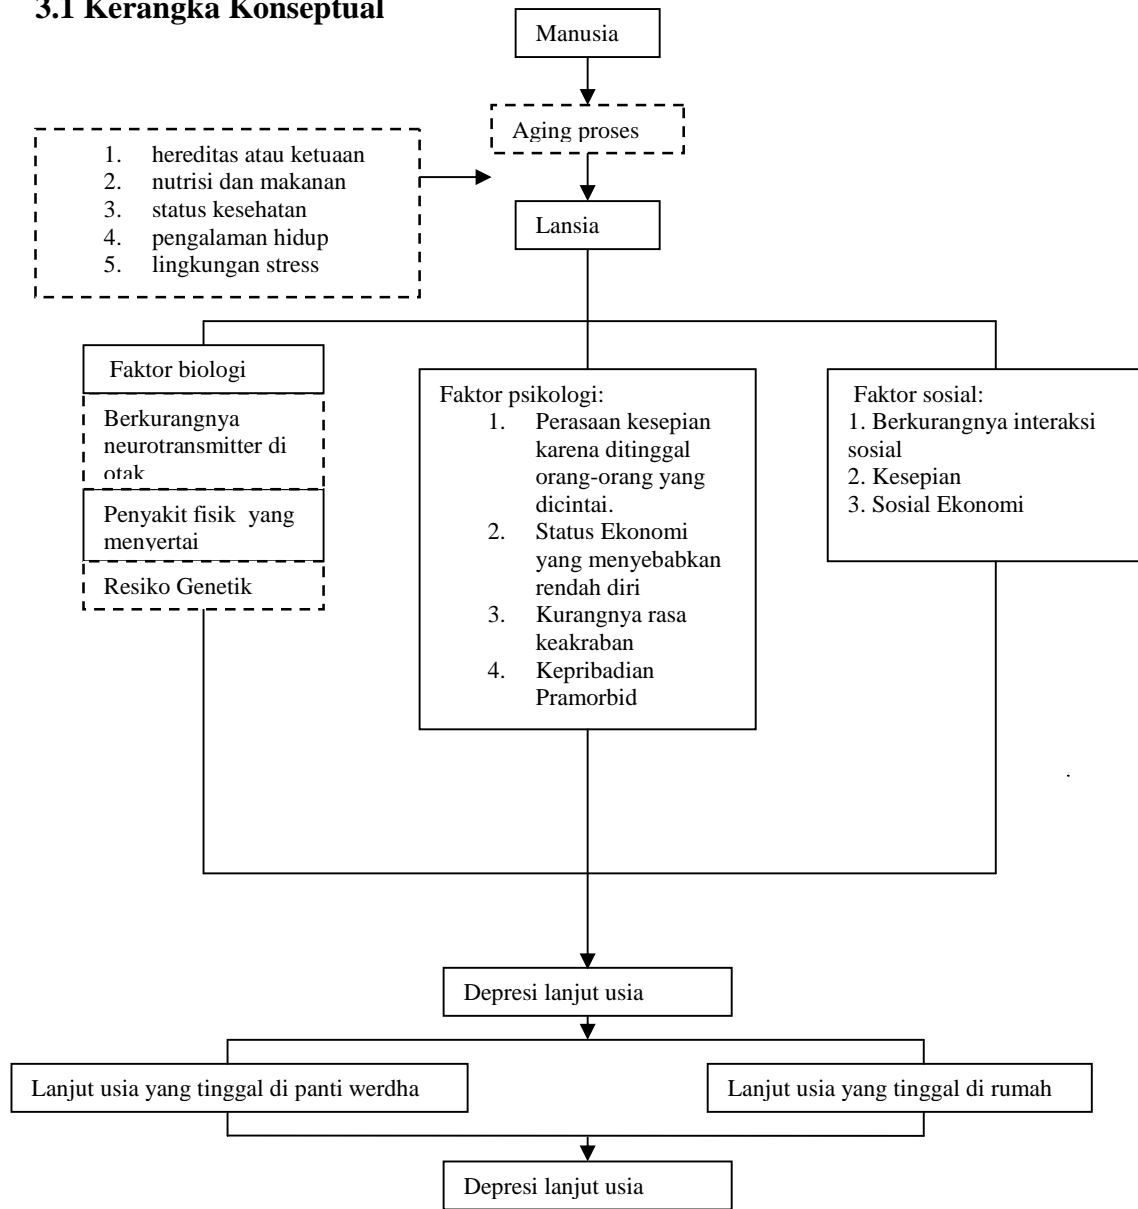 3.1 Kerangka Konseptual
Manusia
Aging proses
1. hereditas atau ketuaan
2. nutrisi dan makanan
3. status kesehatan
4. pengalaman hidup
5. lingkungan stress
Lansia
Faktor biologi
Berkurangnya
neurotransmitter di
otak
Penyakit fisik yang
menyertai
Resiko Genetik
Faktor psikologi:
1. Perasaan kesepian
karena ditinggal
orang-orang yang
dicintai.
2. Status Ekonomi
yang menyebabkan
rendah diri
3. Kurangnya rasa
keakraban
4. Kepribadian
Pramorbid
Faktor sosial:
1. Berkurangnya interaksi
sosial
2. Kesepian
3. Sosial Ekonomi
.
Depresi lanjut usia
Lanjut usia yang tinggal di panti werdha
Lanjut usia yang tinggal di rumah
Depresi lanjut usia